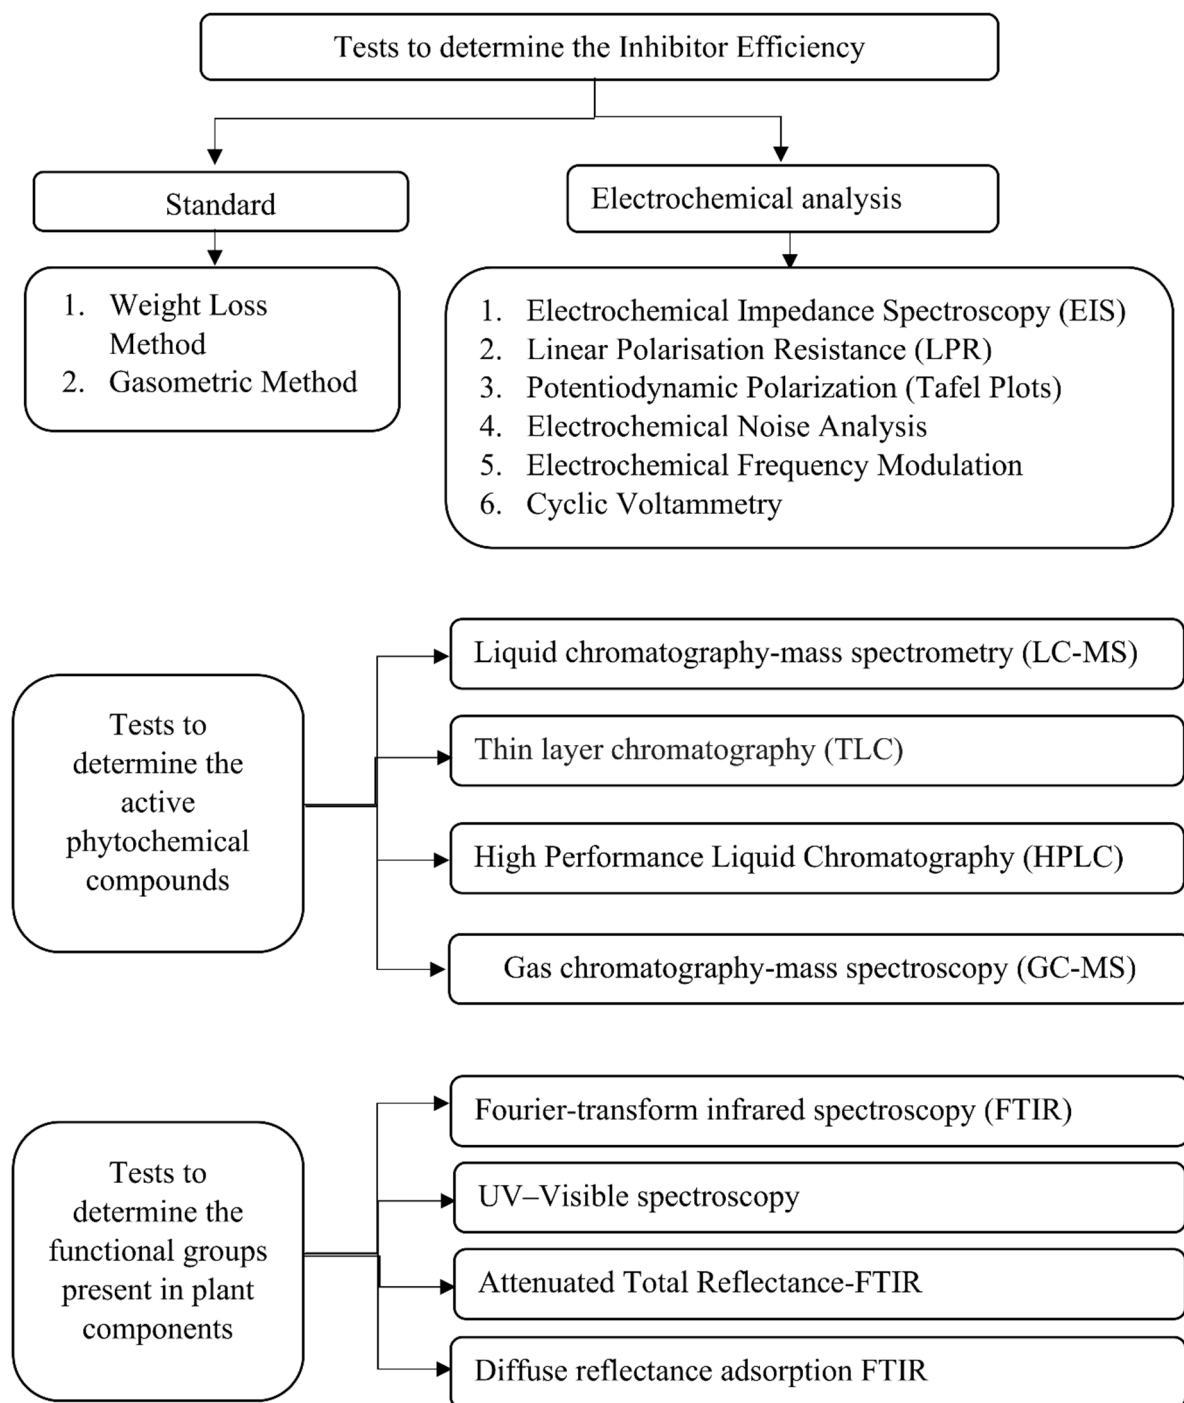 Tests to determine the Inhibitor Efficiency
Standard
Electrochemical analysis
1. Weight Loss
Method
2. Gasometric Method
1. Electrochemical Impedance Spectroscopy (EIS)
2. Linear Polarisation Resistance (LPR)
3. Potentiodynamic Polarization (Tafel Plots)
4. Electrochemical Noise Analysis
5. Electrochemical Frequency Modulation
6. Cyclic Voltammetry
Tests to
determine the
active
phytochemical
compounds
Liquid chromatography-mass spectrometry (LC-MS)
Thin layer chromatography (TLC)
High Performance Liquid Chromatography (HPLC)
Gas chromatography-mass spectroscopy (GC-MS)
Tests to
determine the
functional groups
present in plant
components
Fourier-transform infrared spectroscopy (FTIR)
UV–Visible spectroscopy
Attenuated Total Reflectance-FTIR
Diffuse reflectance adsorption FTIR